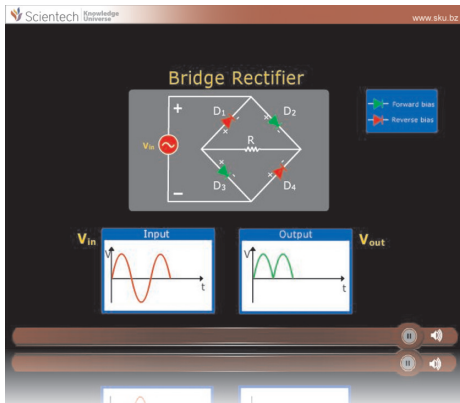 Scientech Knowledge Universe
www.sku.bz
Bridge Rectifier
+
D1
D2
Forward bias
Reverse bias
R
Vin
D3
D4
−
Vin
Input
Output
Vout
V
V
t
t